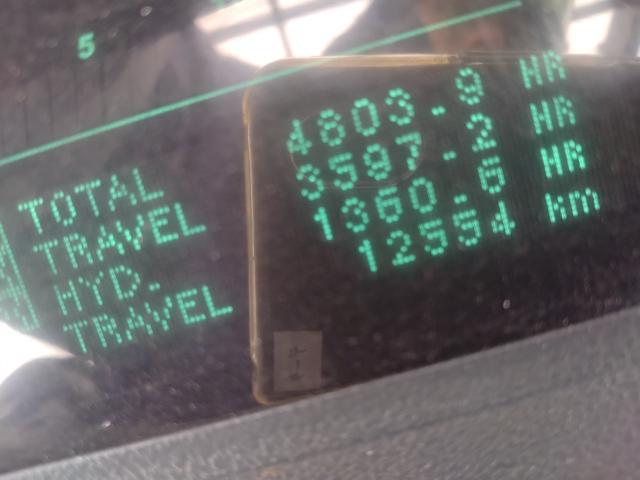 5
TOTAL 4803.9 HR
TRAVEL 3597.2 HR
HYD. 1360.6 HR
TRAVEL 12554 km